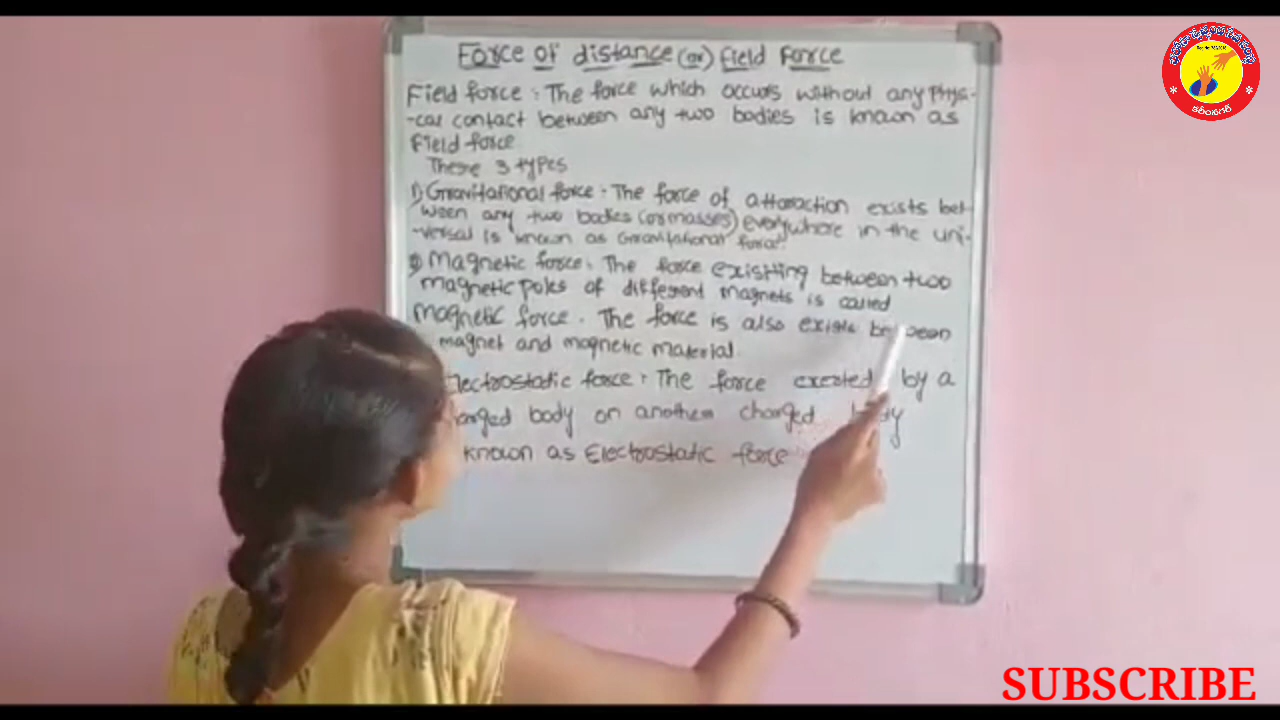 Force of distance (or) field Force
Field force : The force which occurs without any Physi-
-cal contact between any two bodies is known as
Field force
These 3 types
1) Gravitational force : The force of attaraction exists bet-
-ween any two bodies (or masses) everywhere in the uni-
-versal is known as Gravitational force
2) Magnetic force : The force existing between two
magnetic poles of different magnets is called
Magnetic force. The force is also exists between
magnet and magnetic material.
Electrostatic force : The force exerted by a
body on another charged body
known as Electrostatic force
SUBSCRIBE